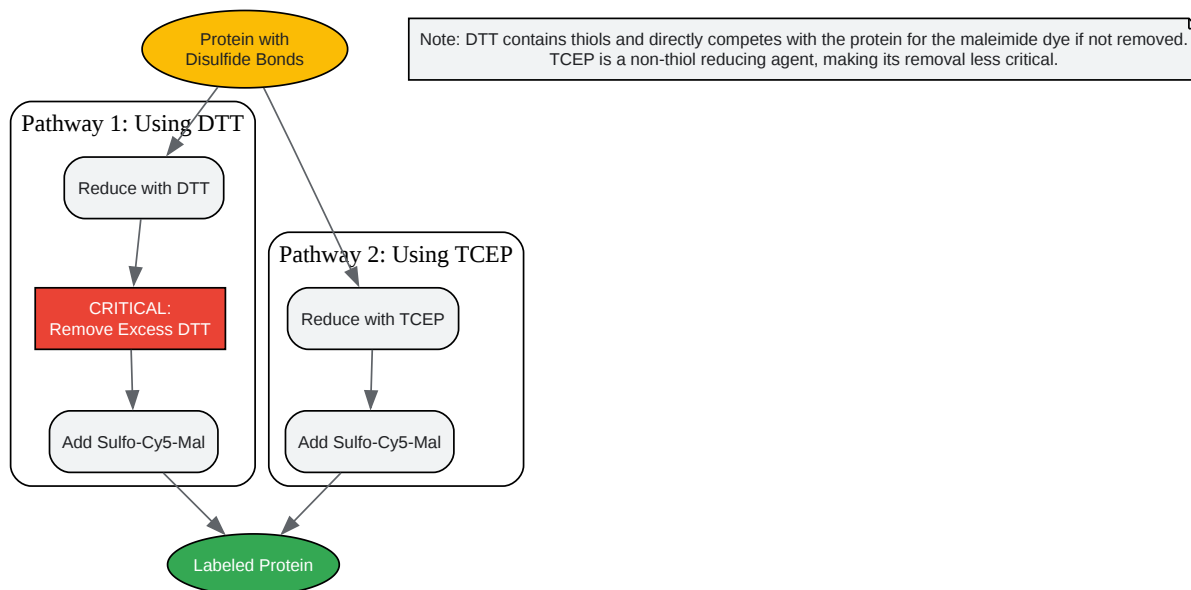 Protein with
Disulfide Bonds
Note: DTT contains thiols and directly competes with the protein for the maleimide dye if not removed.
TCEP is a non-thiol reducing agent, making its removal less critical.
Pathway 1: Using DTT
Reduce with DTT
CRITICAL:
Remove Excess DTT
Add Sulfo-Cy5-Mal
Pathway 2: Using TCEP
Reduce with TCEP
Add Sulfo-Cy5-Mal
Labeled Protein